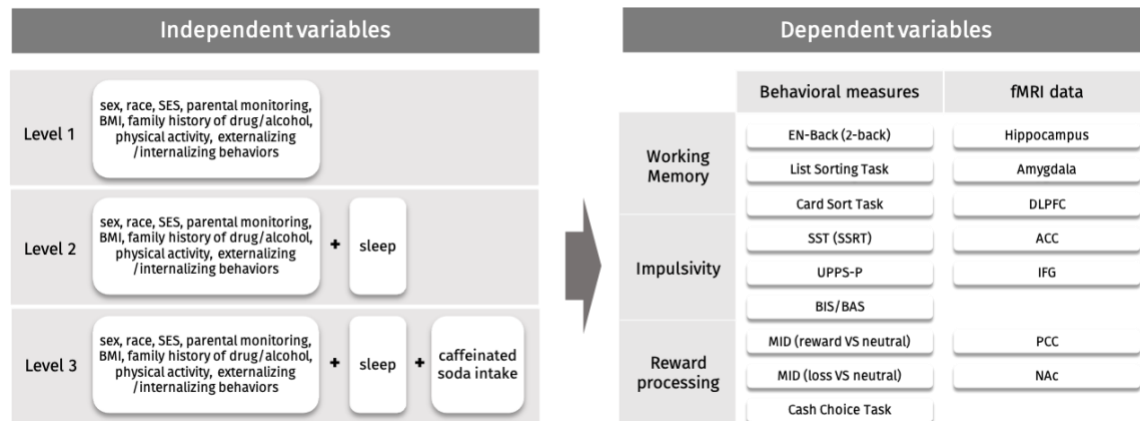 Independent variables
Level 1
sex, race, SES, parental monitoring,
BMI, family history of drug/alcohol,
physical activity, externalizing
/internalizing behaviors
Level 2
sex, race, SES, parental monitoring,
BMI, family history of drug/alcohol,
physical activity, externalizing
/internalizing behaviors
+
sleep
Level 3
sex, race, SES, parental monitoring,
BMI, family history of drug/alcohol,
physical activity, externalizing
/internalizing behaviors
+
sleep
+
caffeinated
soda intake
Dependent variables
Behavioral measures
fMRI data
Working
Memory
EN-Back (2-back)
Hippocampus
List Sorting Task
Amygdala
Card Sort Task
DLPFC
Impulsivity
SST (SSRT)
ACC
UPPS-P
IFG
BIS/BAS
Reward
processing
MID (reward VS neutral)
PCC
MID (loss VS neutral)
NAc
Cash Choice Task